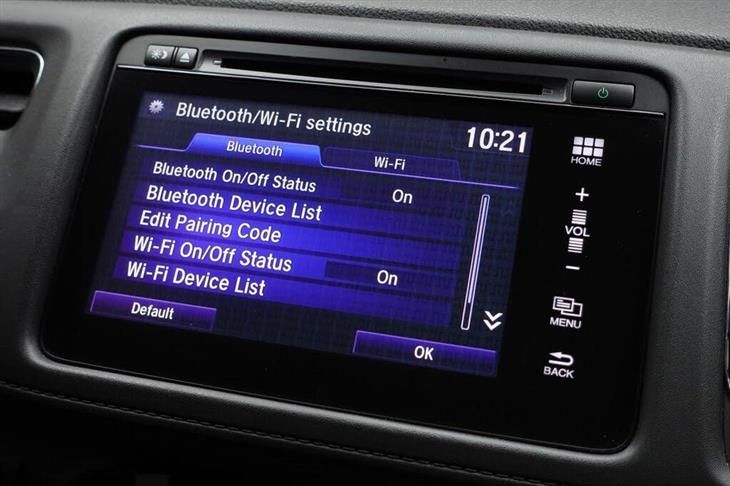 Bluetooth/Wi-Fi settings
10:21
Bluetooth
Wi-Fi
Bluetooth On/Off Status On
Bluetooth Device List
Edit Pairing Code
Wi-Fi On/Off Status On
Wi-Fi Device List
Default
OK
HOME
+
VOL
−
MENU
BACK